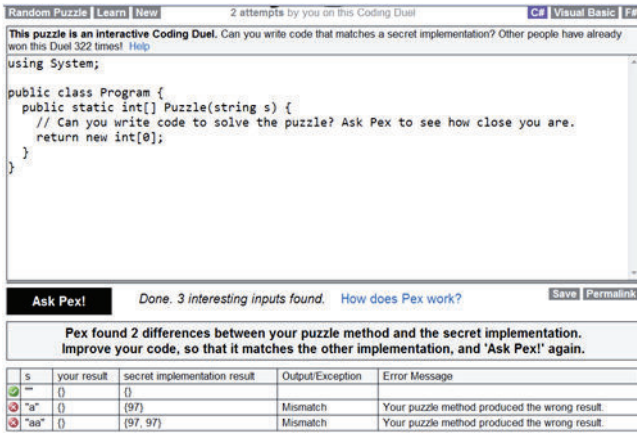 Random Puzzle Learn New 2 attempts by you on this Coding Duel C# Visual Basic F#
This puzzle is an interactive Coding Duel. Can you write code that matches a secret implementation? Other people have already
won this Duel 322 times! Help
using System;
public class Program {
public static int[] Puzzle(string s) {
// Can you write code to solve the puzzle? Ask Pex to see how close you are.
return new int[0];
}
}
Ask Pex! Done. 3 interesting inputs found. How does Pex work? Save Permalink
Pex found 2 differences between your puzzle method and the secret implementation.
Improve your code, so that it matches the other implementation, and 'Ask Pex!' again.
s your result secret implementation result Output/Exception Error Message
"" {} {}
"a" {} {97} Mismatch Your puzzle method produced the wrong result.
"aa" {} {97, 97} Mismatch Your puzzle method produced the wrong result.